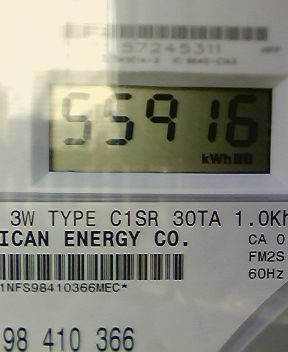 57245311
55916
kWh
3W TYPE C1SR 30TA 1.0Kh
ICAN ENERGY CO.
CA 0
FM2S
60Hz
1NFS98410366MEC*
98 410 366